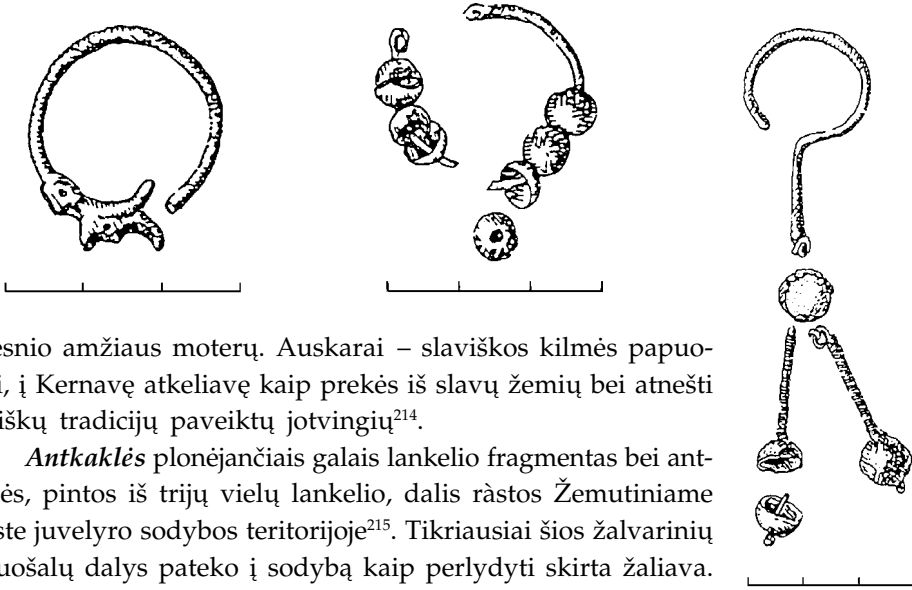 esnio amžiaus moterų. Auskarai – slaviškos kilmės papuo-
i, į Kernavę atkeliavę kaip prekės iš slavų žemių bei atnešti
iškų tradicijų paveiktų jotvingių²¹⁴.
Antkaklės plonėjančiais galais lankelio fragmentas bei ant-
ės, pintos iš trijų vielų lankelio, dalis ràstos Žemutiniame
ste juvelyro sodybos teritorijoje²¹⁵. Tikriausiai šios žalvarinių
uošalų dalys pateko į sodybą kaip perlydyti skirta žaliava.